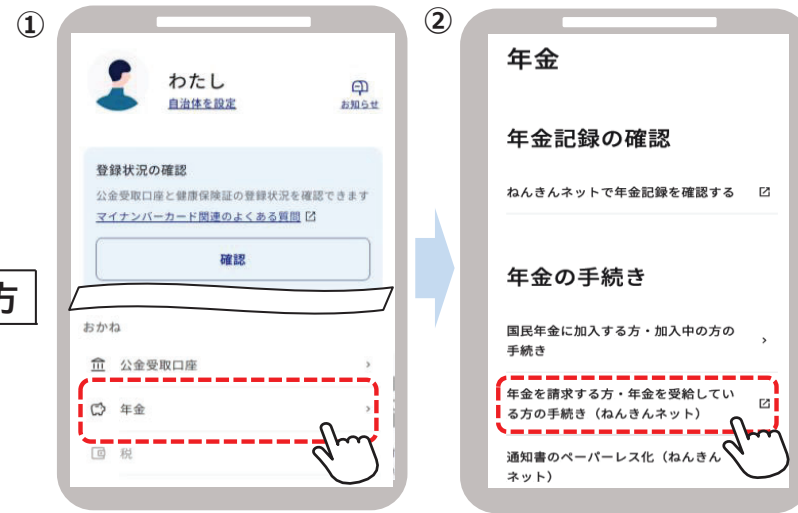 ①
わたし
自治体を設定
お知らせ
登録状況の確認
公金受取口座と健康保険証の登録状況を確認できます
マイナンバーカード関連のよくある質問
確認
おかね
公金受取口座
年金
税
方
②
年金
年金記録の確認
ねんきんネットで年金記録を確認する
年金の手続き
国民年金に加入する方・加入中の方の
手続き
年金を請求する方・年金を受給してい
る方の手続き（ねんきんネット）
通知書のペーパーレス化（ねんきん
ネット）